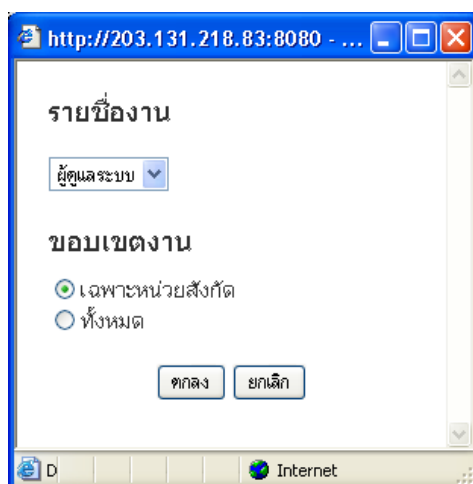 http://203.131.218.83:8080 - ...
รายชื่องาน
ผู้ดูแลระบบ
ขอบเขตงาน
เฉพาะหน่วยสังกัด
ทั้งหมด
ตกลง ยกเลิก
D Internet